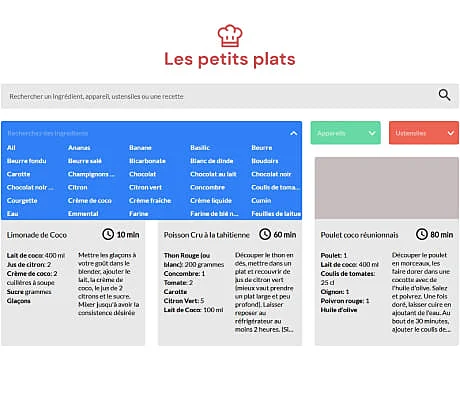 Les petits plats
Rechercher un Ingrédient, appareil, ustensiles ou une recette
Recherchez des ingrédients
Appareils
Ustensiles
Ail Ananas Banane Basilic Beurre
Beurre fondu Beurre salé Bicarbonate Blanc de dinde Boudoirs
Carotte Champignons ... Chocolat Chocolat au lait Chocolat noir
Chocolat noir ... Citron Citron vert Concombre Coulis de toma...
Courgette Crème de coco Crème fraîche Crème liquide Cumin
Eau Emmental Farine Farine de blé n... Feuilles de laitue
Limonade de Coco 10 min
Lait de coco: 400 ml
Jus de citron: 2
Crème de coco: 2
cuillères à soupe
Sucre grammes
Glaçons
Mettre les glaçons à
votre goût dans le
blender, ajouter le
lait, la crème de
coco, le jus de 2
citrons et le sucre.
Mixer jusqu'à avoir la
consistence désirée
Poisson Cru à la tahitienne 60 min
Thon Rouge (ou
blanc): 200 grammes
Concombre: 1
Tomate: 2
Carotte
Citron Vert: 5
Lait de Coco: 100 ml
Découper le thon en
dés, mettre dans un
plat et recouvrir de
jus de citron vert
(mieux vaut prendre
un plat large et peu
profond). Laisser
reposer au
réfrigérateur au
moins 2 heures. (Si...
Poulet coco réunionnais 80 min
Poulet: 1
Lait de coco: 400 ml
Coulis de tomates:
25 cl
Oignon: 1
Poivron rouge: 1
Huile d'olive
Découper le poulet
en morceaux, les
faire dorer dans une
cocotte avec de
l'huile d'olive. Salez
et poivrez. Une fois
doré, laisser cuire en
ajoutant de l'eau. Au
bout de 30 minutes,
ajouter le coulis de...